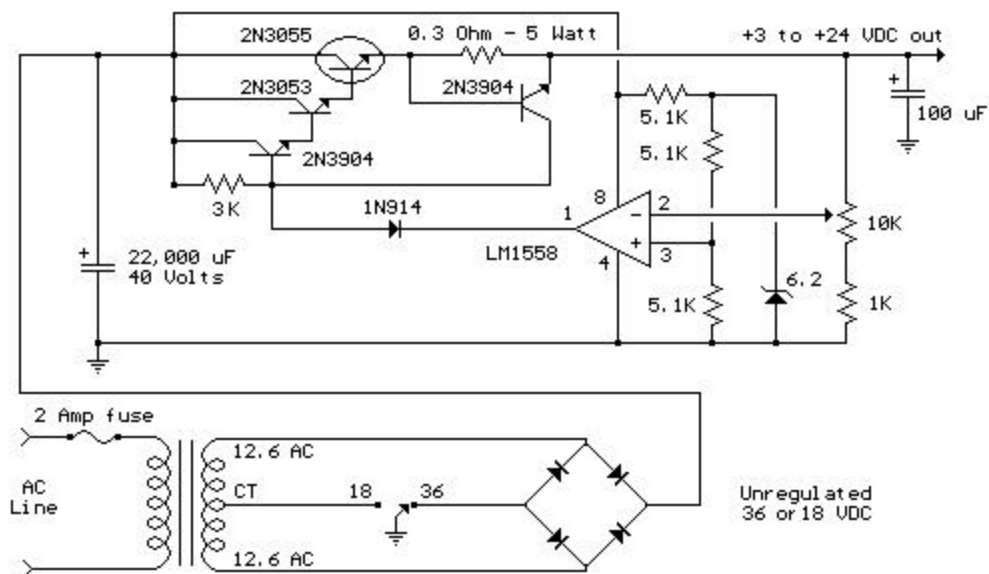 2N3055
0.3 Ohm - 5 Watt
+3 to +24 VDC out
2N3053
2N3904
+
100 uF
5.1K
5.1K
2N3904
8
3K
1N914
1
2
-
10K
+
22,000 uF
40 Volts
LM1558
+
3
4
6.2
5.1K
1K
2 Amp fuse
12.6 AC
AC
Line
CT
18
36
Unregulated
36 or 18 VDC
12.6 AC